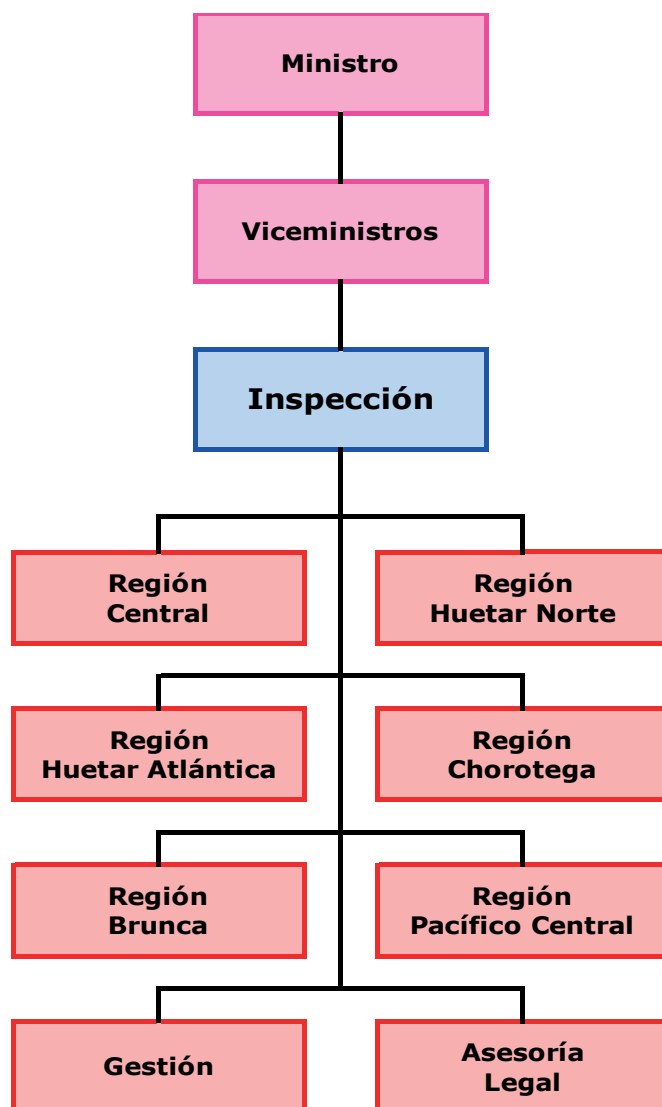 Ministro
Viceministros
Inspección
Región
Central
Región
Huetar Norte
Región
Huetar Atlántica
Región
Chorotega
Región
Brunca
Región
Pacífico Central
Gestión
Asesoría
Legal